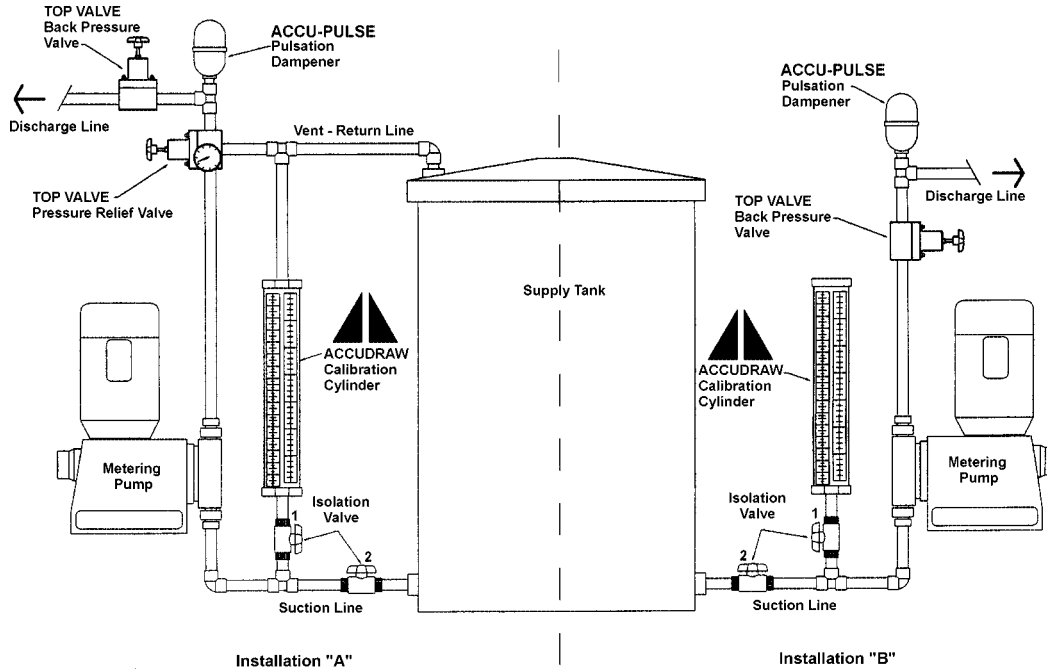 TOP VALVE
Back Pressure
Valve
ACCU-PULSE
Pulsation
Dampener
Discharge Line
Vent - Return Line
TOP VALVE
Pressure Relief Valve
ACCUDRAW
Calibration
Cylinder
Metering
Pump
Isolation
Valve
1
2
Suction Line
Installation "A"
Supply Tank
ACCU-PULSE
Pulsation
Dampener
Discharge Line
TOP VALVE
Back Pressure
Valve
ACCUDRAW
Calibration
Cylinder
Metering
Pump
Isolation
Valve
1
2
Suction Line
Installation "B"